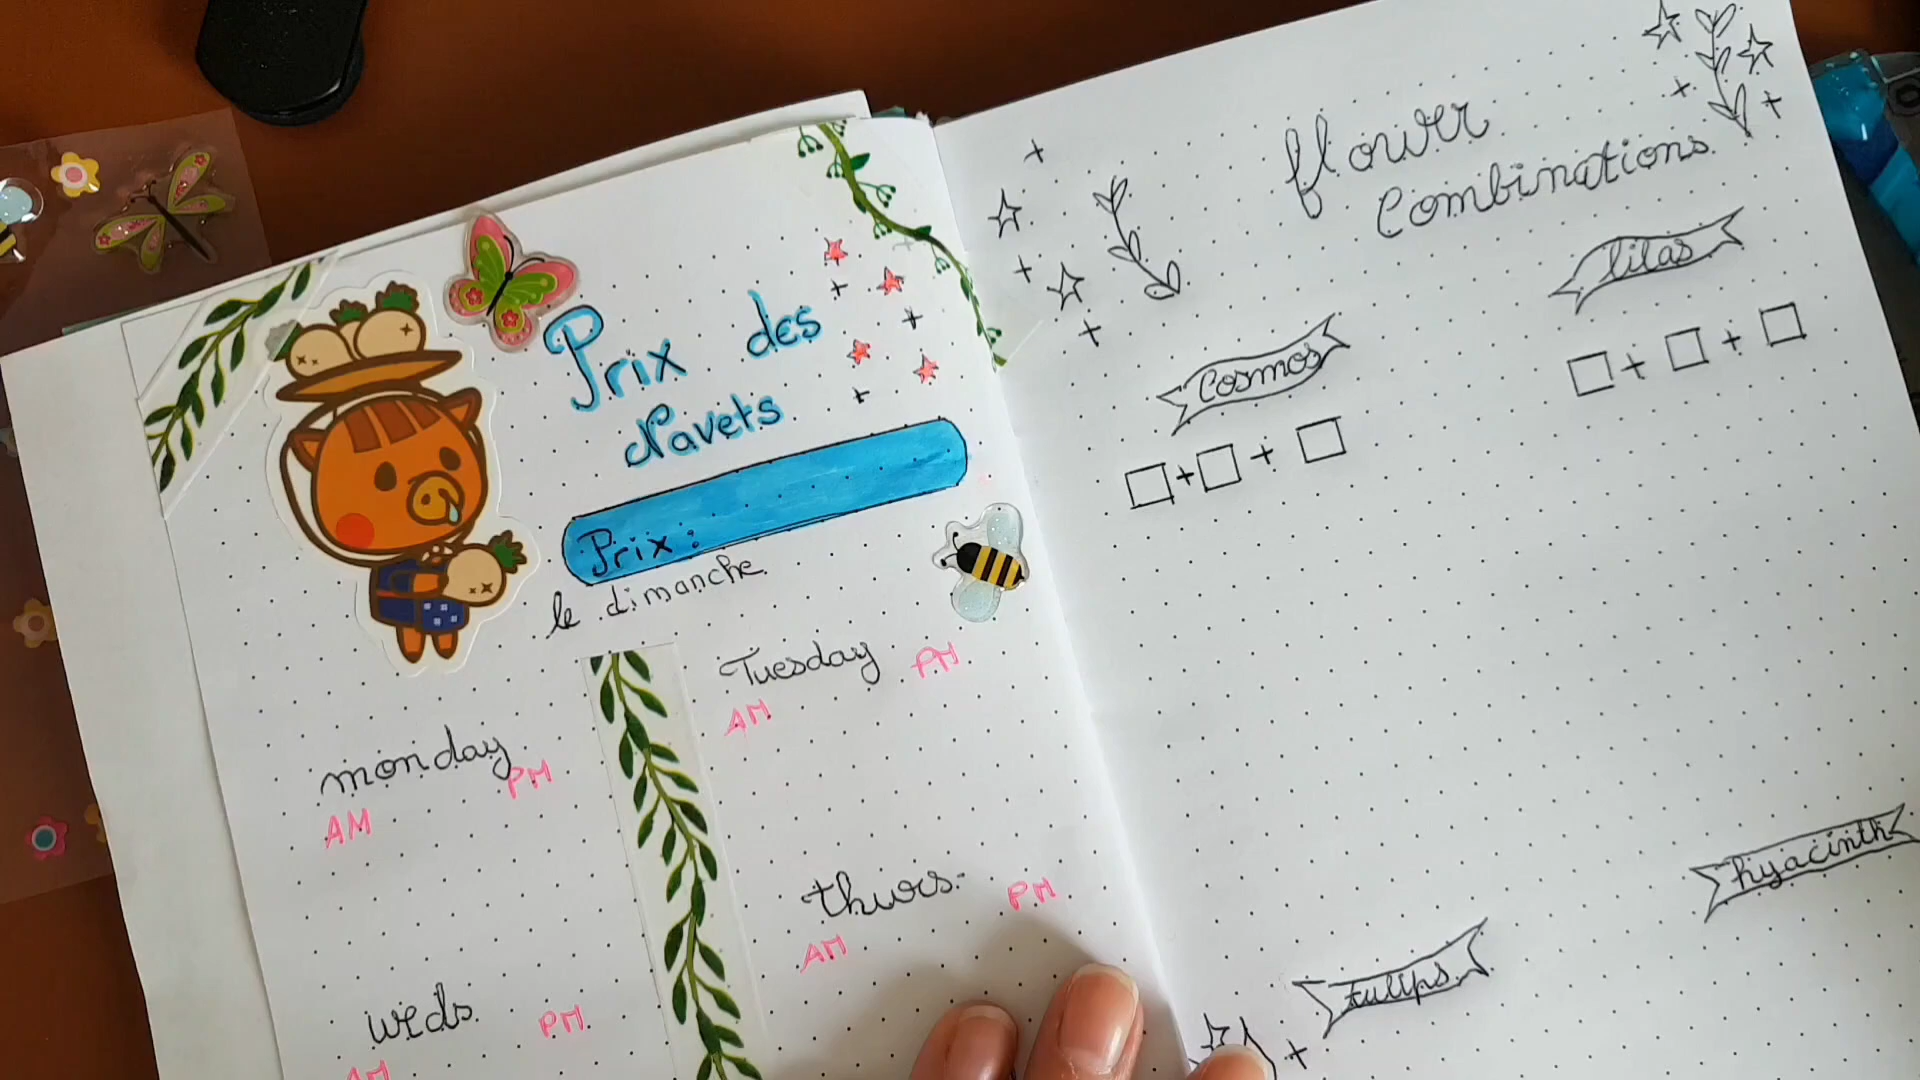 Prix des
Navets
Prix :
le dimanche
monday
AM PM
Tuesday
AM PM
weds.
AM PM
thurs.
AM PM
flower
Combinations
Cosmos
□+□+□
lilas
□+□+□
tulips
hyacinth